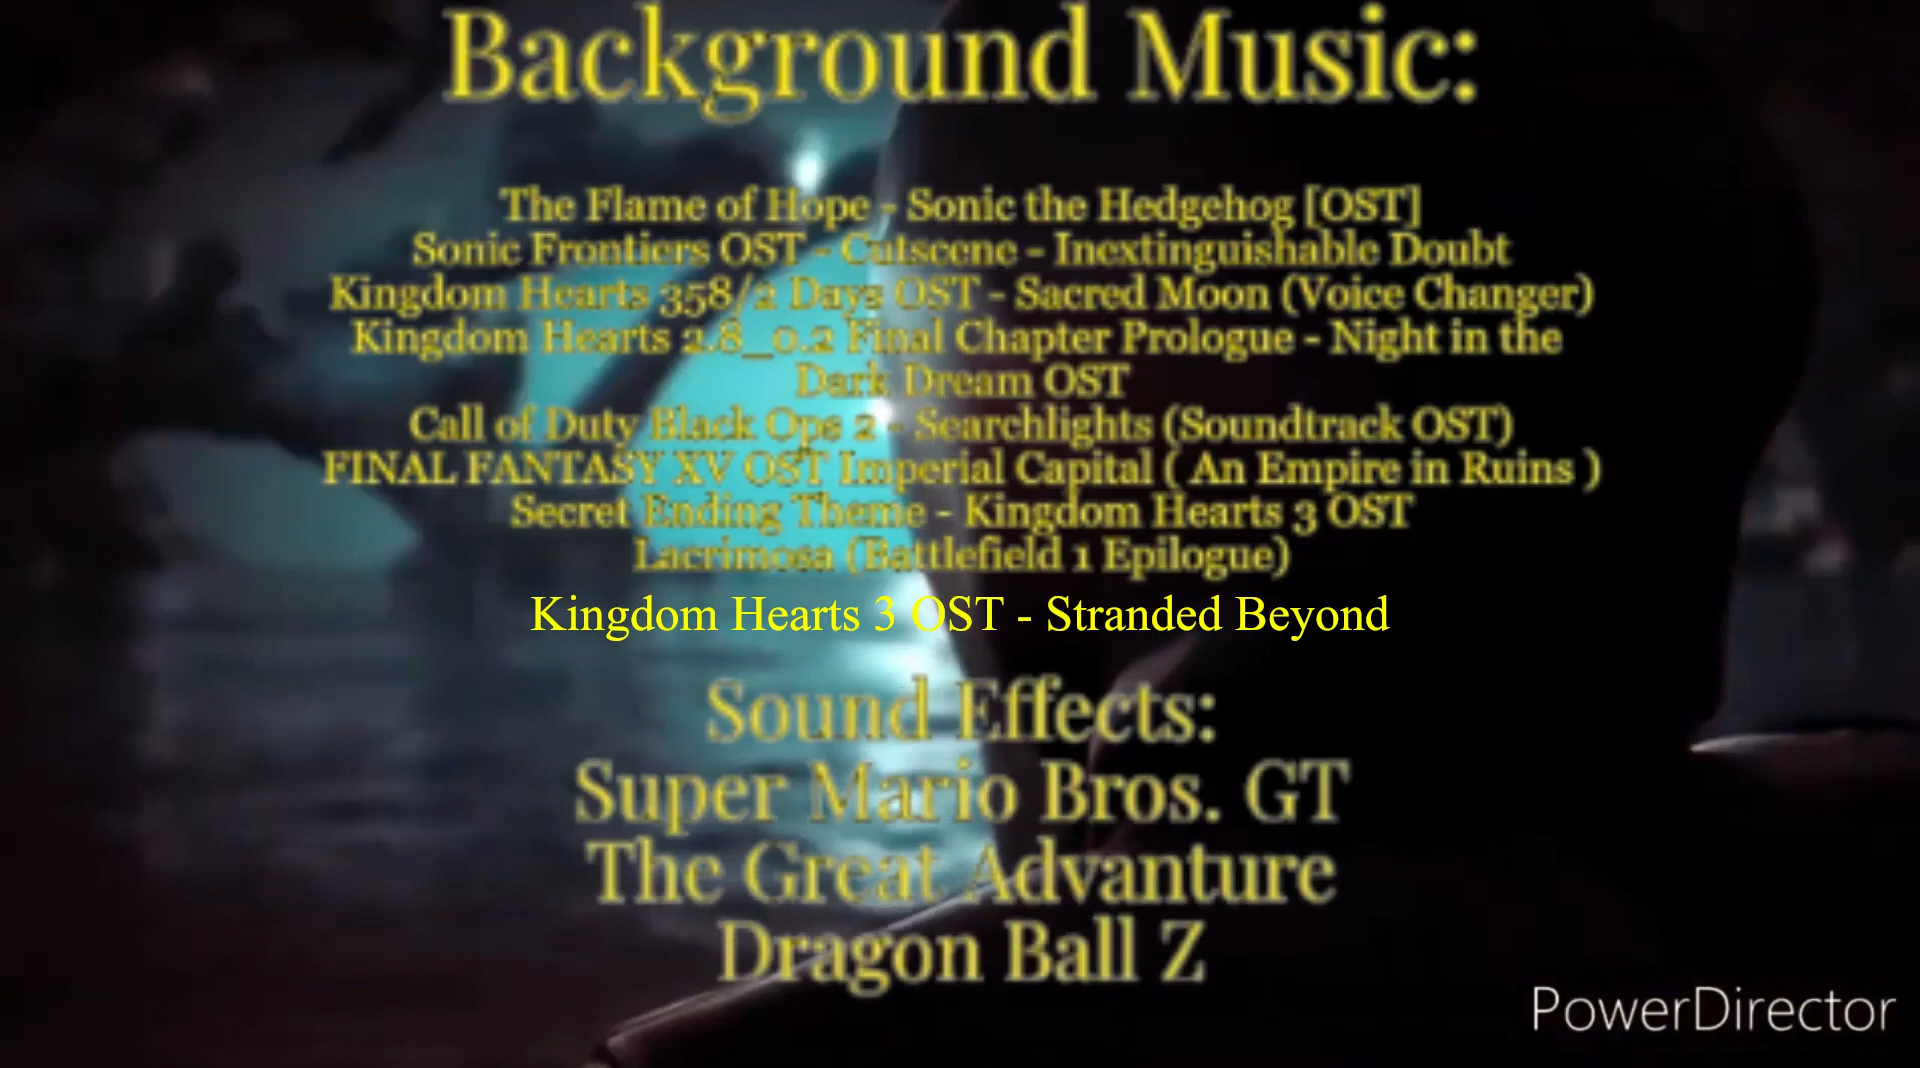 Background Music:
The Flame of Hope - Sonic the Hedgehog [OST]
Sonic Frontiers OST - Cutscene - Inextinguishable Doubt
Kingdom Hearts 358/2 Days OST - Sacred Moon (Voice Changer)
Kingdom Hearts 2.8_0.2 Final Chapter Prologue - Night in the
Dark Dream OST
Call of Duty Black Ops 2 - Searchlights (Soundtrack OST)
FINAL FANTASY XV OST Imperial Capital ( An Empire in Ruins )
Secret Ending Theme - Kingdom Hearts 3 OST
Lacrimosa (Battlefield 1 Epilogue)
Kingdom Hearts 3 OST - Stranded Beyond
Sound Effects:
Super Mario Bros. GT
The Great Advanture
Dragon Ball Z
PowerDirector